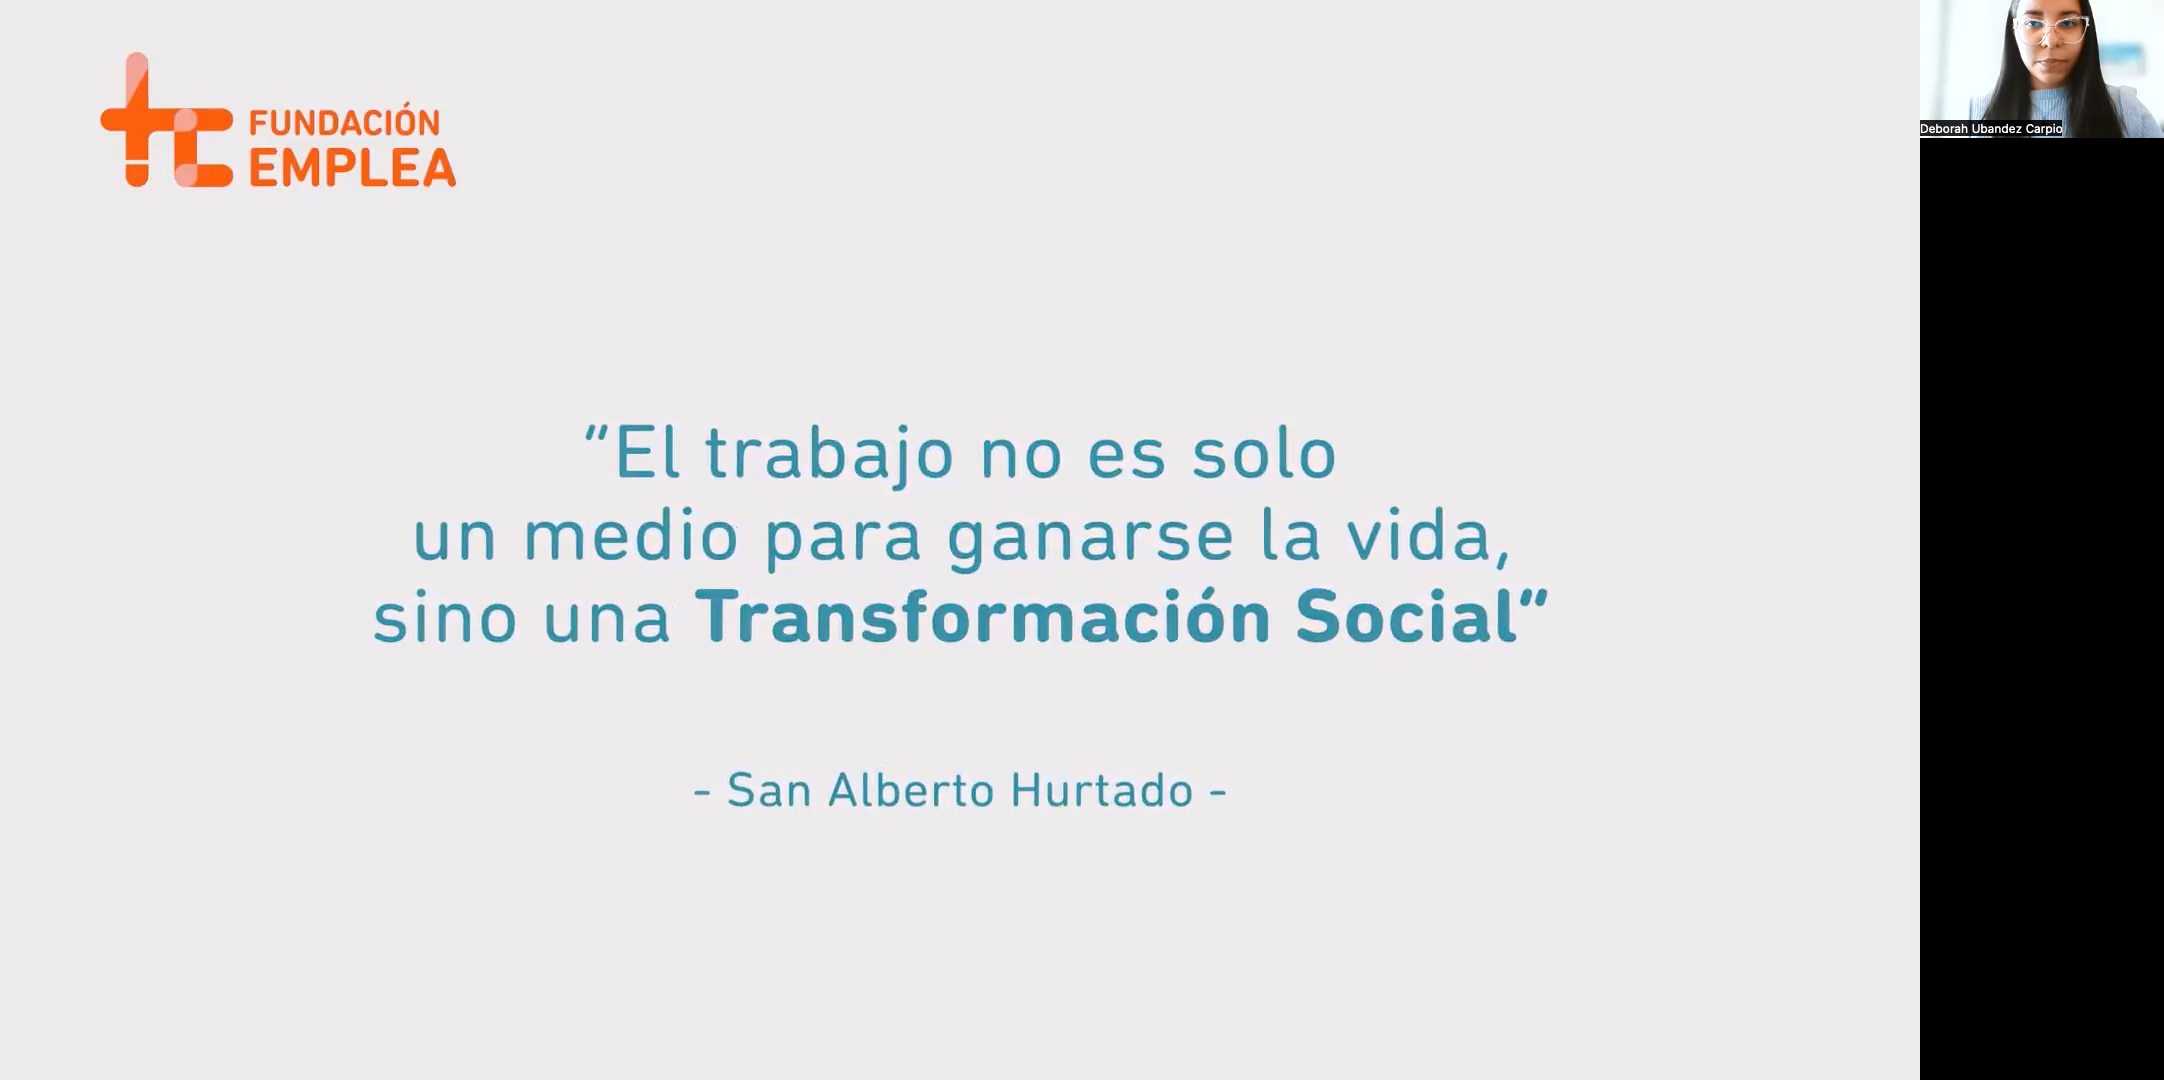 FUNDACIÓN
EMPLEA
“El trabajo no es solo
un medio para ganarse la vida,
sino una Transformación Social“
- San Alberto Hurtado -
Deborah Ubandez Carpio